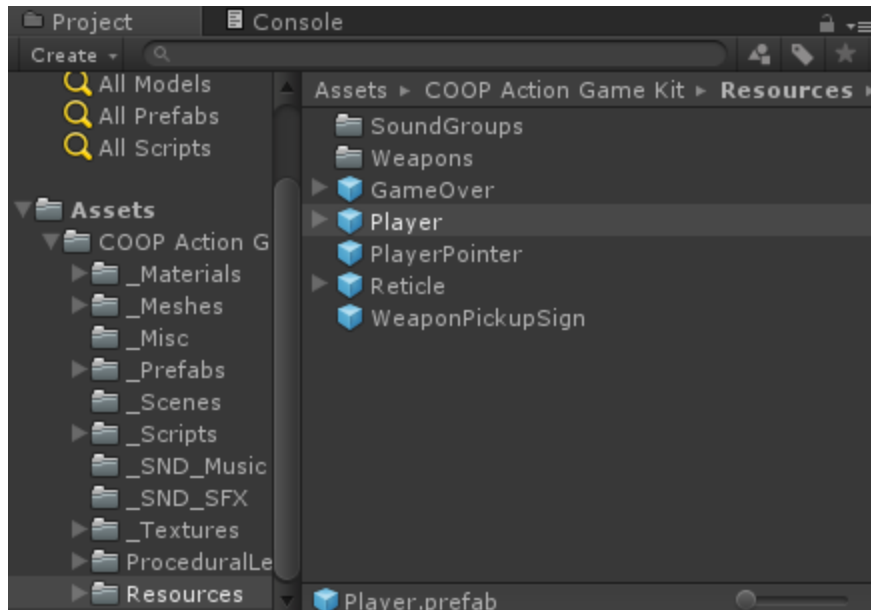 Project
Console
Create
All Models
All Prefabs
All Scripts
Assets
COOP Action G
_Materials
_Meshes
_Misc
_Prefabs
_Scenes
_Scripts
_SND_Music
_SND_SFX
_Textures
ProceduralLe
Resources
Assets ▸ COOP Action Game Kit ▸ Resources ▸
SoundGroups
Weapons
GameOver
Player
PlayerPointer
Reticle
WeaponPickupSign
Player.prefab